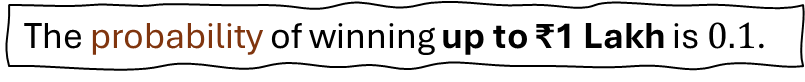 The probability of winning up to ₹1 Lakh is 0.1.